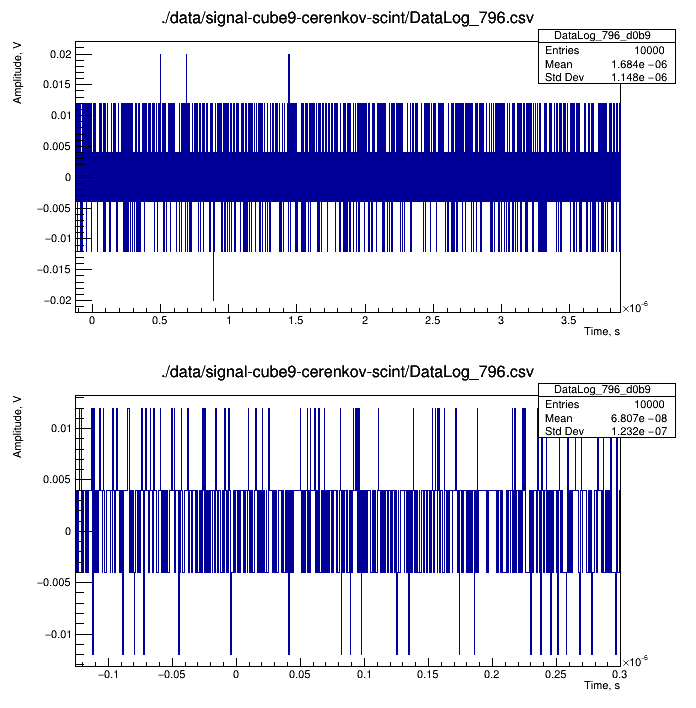 ./data/signal-cube9-cerenkov-scint/DataLog_796.csv
DataLog_796_d0b9
Entries 10000
Mean 1.684e −06
Std Dev 1.148e −06
Amplitude, V
0.02
0.015
0.01
0.005
0
−0.005
−0.01
−0.015
−0.02
0 0.5 1 1.5 2 2.5 3 3.5
×10⁻⁶
Time, s
./data/signal-cube9-cerenkov-scint/DataLog_796.csv
DataLog_796_d0b9
Entries 10000
Mean 6.807e −08
Std Dev 1.232e −07
Amplitude, V
0.01
0.005
0
−0.005
−0.01
−0.1 −0.05 0 0.05 0.1 0.15 0.2 0.25 0.3
×10⁻⁶
Time, s